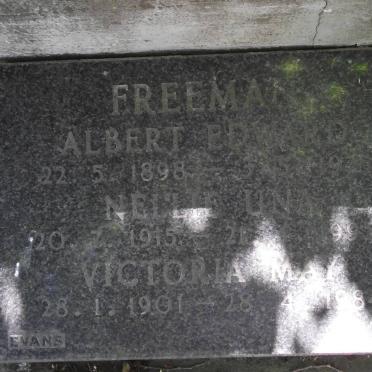 FREEMAN
ALBERT EDWARD
22. 5. 1898 –
NELLIE UNA
20. 1915 –
VICTORIA MAY
28. 1. 1901 – 28. 4. 198
EVANS